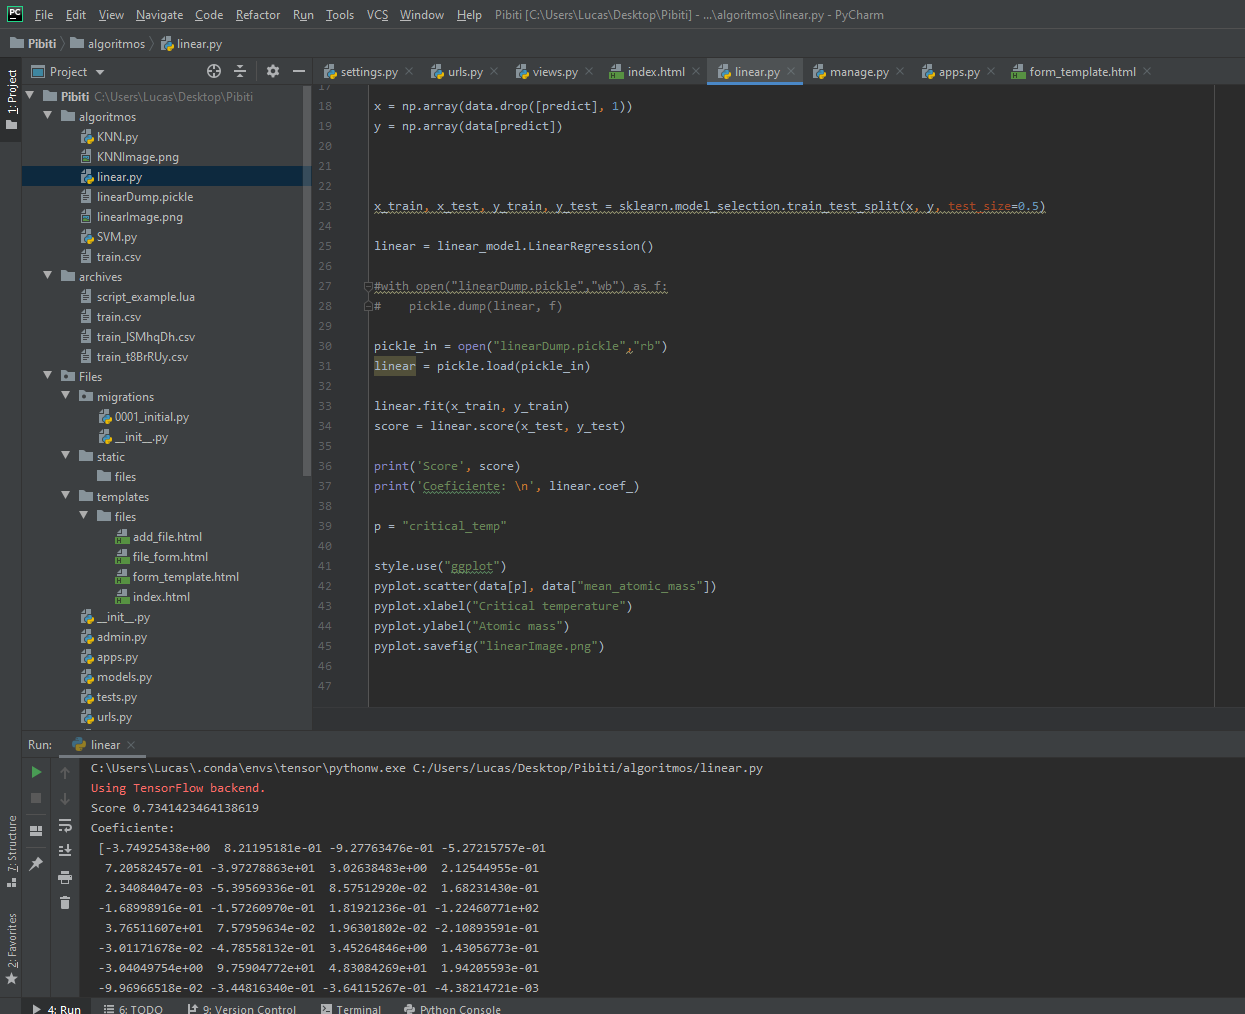 PC File Edit View Navigate Code Refactor Run Tools VCS Window Help Pibiti [C:\Users\Lucas\Desktop\Pibiti] - ...\algoritmos\linear.py - PyCharm
Pibiti algoritmos linear.py
1: Project
Project
Pibiti C:\Users\Lucas\Desktop\Pibiti
algoritmos
KNN.py
KNNImage.png
linear.py
linearDump.pickle
linearImage.png
SVM.py
train.csv
archives
script_example.lua
train.csv
train_lSMhqDh.csv
train_t8BrRUy.csv
Files
migrations
0001_initial.py
__init__.py
static
files
templates
files
add_file.html
file_form.html
form_template.html
index.html
__init__.py
admin.py
apps.py
models.py
tests.py
urls.py
settings.py urls.py views.py index.html linear.py manage.py apps.py form_template.html
17
18 x = np.array(data.drop([predict], 1))
19 y = np.array(data[predict])
20
21
22
23 x_train, x_test, y_train, y_test = sklearn.model_selection.train_test_split(x, y, test_size=0.5)
24
25 linear = linear_model.LinearRegression()
26
27 #with open("linearDump.pickle","wb") as f:
28 #    pickle.dump(linear, f)
29
30 pickle_in = open("linearDump.pickle","rb")
31 linear = pickle.load(pickle_in)
32
33 linear.fit(x_train, y_train)
34 score = linear.score(x_test, y_test)
35
36 print('Score', score)
37 print('Coeficiente: \n', linear.coef_)
38
39 p = "critical_temp"
40
41 style.use("ggplot")
42 pyplot.scatter(data[p], data["mean_atomic_mass"])
43 pyplot.xlabel("Critical temperature")
44 pyplot.ylabel("Atomic mass")
45 pyplot.savefig("linearImage.png")
46
47
Run: linear
C:\Users\Lucas\.conda\envs\tensor\pythonw.exe C:/Users/Lucas/Desktop/Pibiti/algoritmos/linear.py
Using TensorFlow backend.
Score 0.7341423464138619
Coeficiente:
[-3.74925438e+00  8.21195181e-01 -9.27763476e-01 -5.27215757e-01
7.20582457e-01 -3.97278863e+01  3.02638483e+00  2.12544955e-01
2.34084047e-03 -5.39569336e-01  8.57512920e-02  1.68231430e-01
-1.68998916e-01 -1.57260970e-01  1.81921236e-01 -1.22460771e+02
3.76511607e+01  7.57959634e-02  1.96301802e-02 -2.10893591e-01
-3.01171678e-02 -4.78558132e-01  3.45264846e+00  1.43056773e-01
-3.04049754e+00  9.75904772e+01  4.83084269e+01  1.94205593e-01
-9.96966518e-02 -3.44816340e-01 -3.64115267e-01 -4.38214721e-03
7: Structure
2: Favorites
4: Run 6: TODO 9: Version Control Terminal Python Console